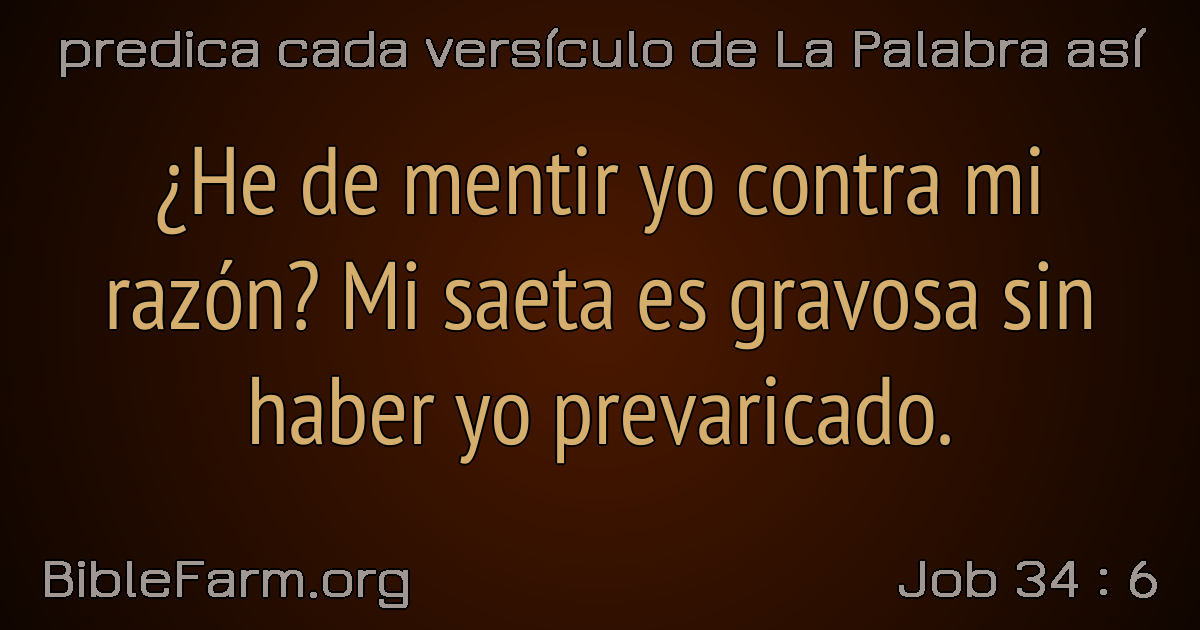 predica cada versículo de La Palabra así
¿He de mentir yo contra mi
razón? Mi saeta es gravosa sin
haber yo prevaricado.
BibleFarm.org
Job 34 : 6